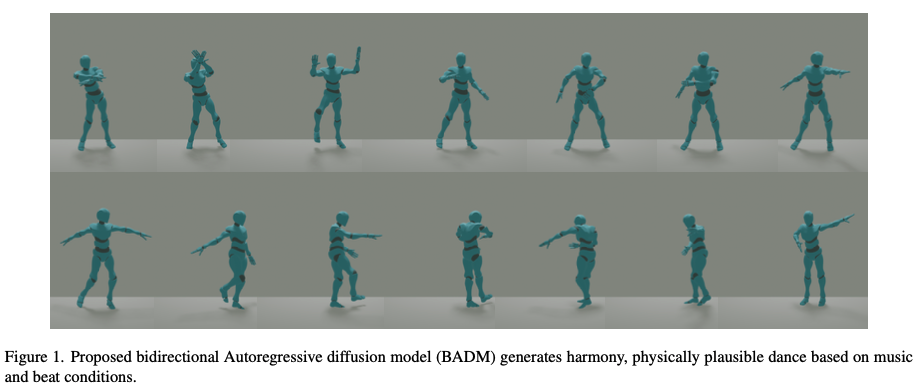 Figure 1. Proposed bidirectional Autoregressive diffusion model (BADM) generates harmony, physically plausible dance based on music
and beat conditions.